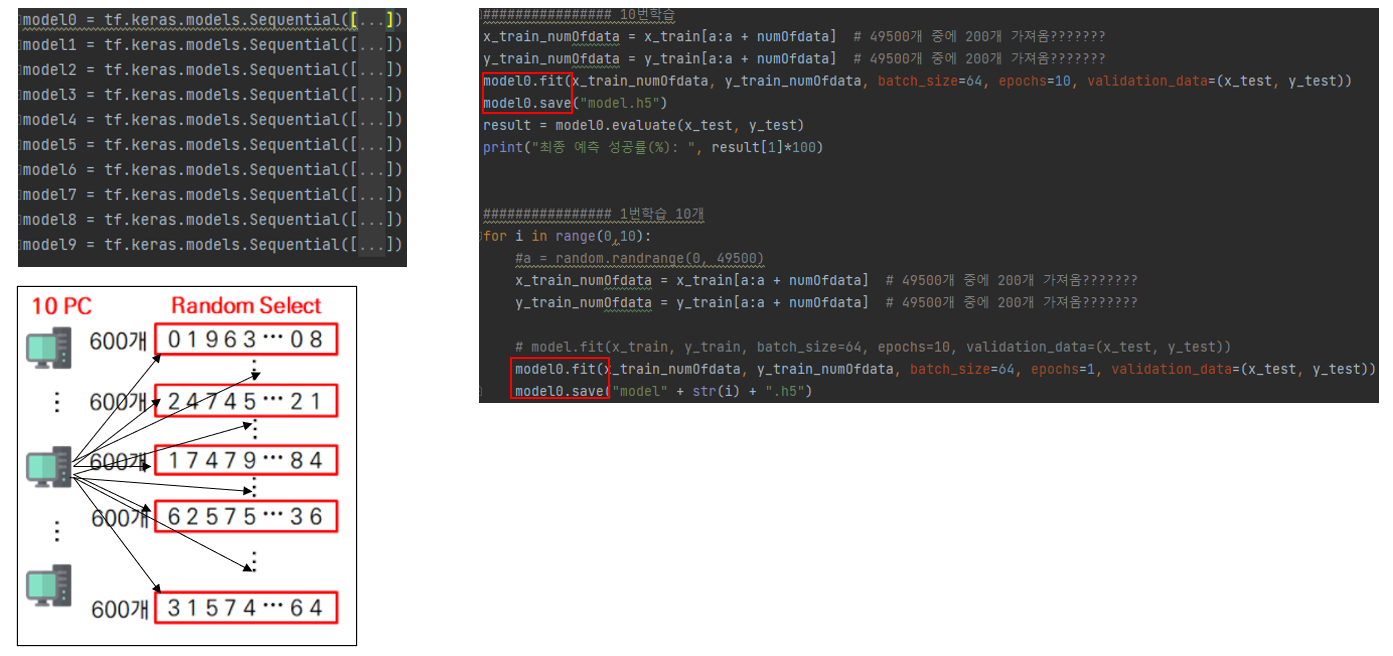 model0 = tf.keras.models.Sequential([...])
model1 = tf.keras.models.Sequential([...])
model2 = tf.keras.models.Sequential([...])
model3 = tf.keras.models.Sequential([...])
model4 = tf.keras.models.Sequential([...])
model5 = tf.keras.models.Sequential([...])
model6 = tf.keras.models.Sequential([...])
model7 = tf.keras.models.Sequential([...])
model8 = tf.keras.models.Sequential([...])
model9 = tf.keras.models.Sequential([...])
10 PC Random Select
600개 0 1 9 6 3 ··· 0 8
600개 2 4 7 4 5 ··· 2 1
600개 1 7 4 7 9 ··· 8 4
600개 6 2 5 7 5 ··· 3 6
600개 3 1 5 7 4 ··· 6 4
################ 10번학습
x_train_numOfdata = x_train[a:a + numOfdata]  # 49500개 중에 200개 가져옴???????
y_train_numOfdata = y_train[a:a + numOfdata]  # 49500개 중에 200개 가져옴???????
model0.fit(x_train_numOfdata, y_train_numOfdata, batch_size=64, epochs=10, validation_data=(x_test, y_test))
model0.save("model.h5")
result = model0.evaluate(x_test, y_test)
print("최종 예측 성공률(%): ", result[1]*100)
################ 1번학습 10개
for i in range(0,10):
#a = random.randrange(0, 49500)
x_train_numOfdata = x_train[a:a + numOfdata]  # 49500개 중에 200개 가져옴???????
y_train_numOfdata = y_train[a:a + numOfdata]  # 49500개 중에 200개 가져옴???????
# model.fit(x_train, y_train, batch_size=64, epochs=10, validation_data=(x_test, y_test))
model0.fit(x_train_numOfdata, y_train_numOfdata, batch_size=64, epochs=1, validation_data=(x_test, y_test))
model0.save("model" + str(i) + ".h5")